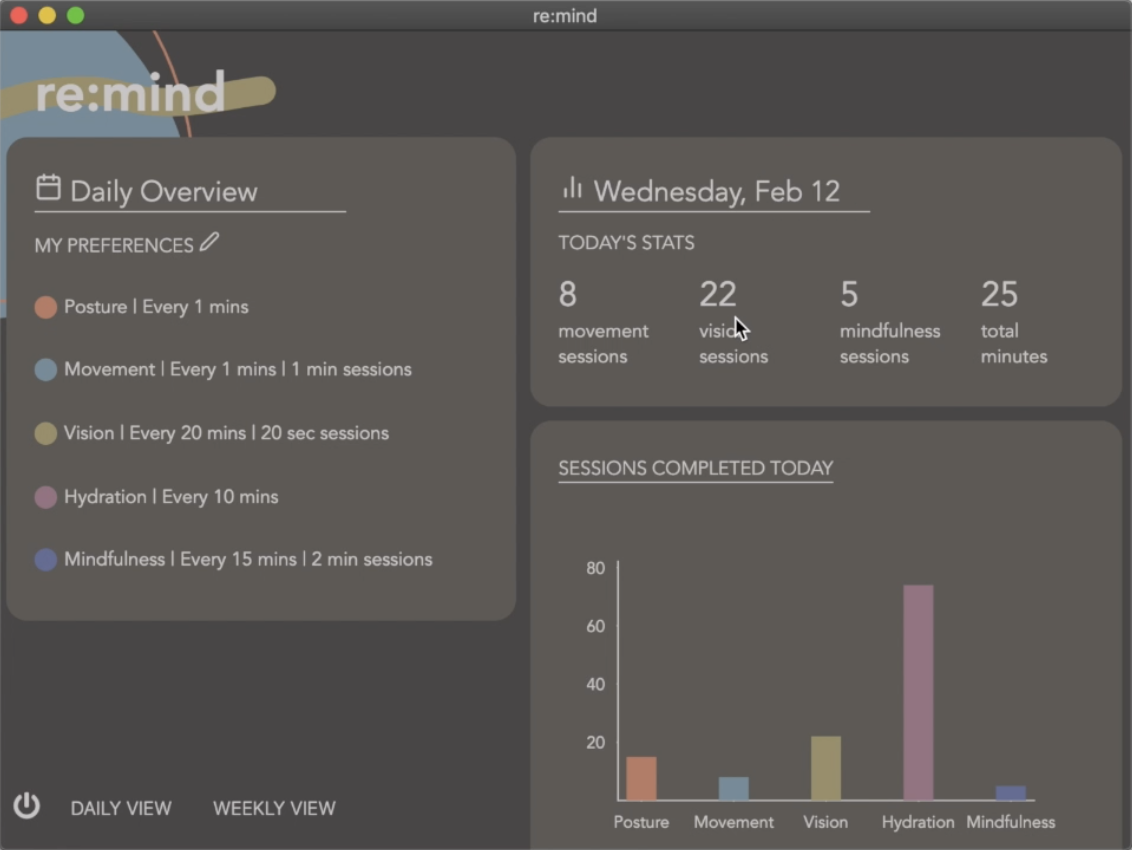 re:mind
re:mind
Daily Overview
MY PREFERENCES
Posture | Every 1 mins
Movement | Every 1 mins | 1 min sessions
Vision | Every 20 mins | 20 sec sessions
Hydration | Every 10 mins
Mindfulness | Every 15 mins | 2 min sessions
DAILY VIEW
WEEKLY VIEW
Wednesday, Feb 12
TODAY'S STATS
8
movement
sessions
22
vision
sessions
5
mindfulness
sessions
25
total
minutes
SESSIONS COMPLETED TODAY
80
60
40
20
Posture Movement Vision Hydration Mindfulness